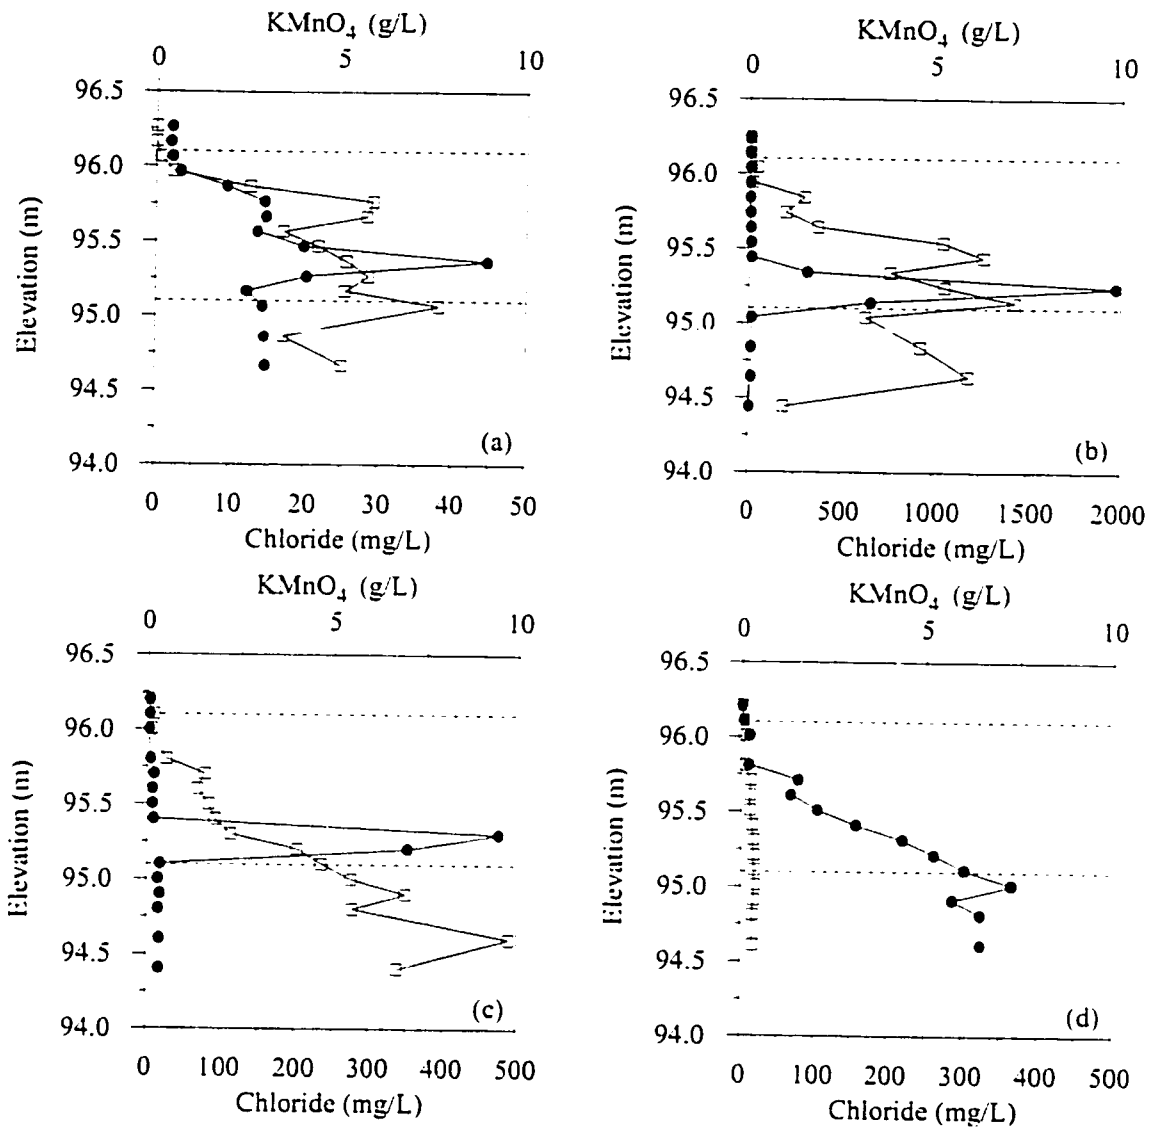 KMnO₄ (g/L)
0 5 10
96.5
96.0
95.5
95.0
94.5
94.0
Elevation (m)
(a)
0 10 20 30 40 50
Chloride (mg/L)
KMnO₄ (g/L)
0 5 10
96.5
96.0
95.5
95.0
94.5
94.0
Elevation (m)
(b)
0 500 1000 1500 2000
Chloride (mg/L)
KMnO₄ (g/L)
0 5 10
96.5
96.0
95.5
95.0
94.5
94.0
Elevation (m)
(c)
0 100 200 300 400 500
Chloride (mg/L)
KMnO₄ (g/L)
0 5 10
96.5
96.0
95.5
95.0
94.5
94.0
Elevation (m)
(d)
0 100 200 300 400 500
Chloride (mg/L)